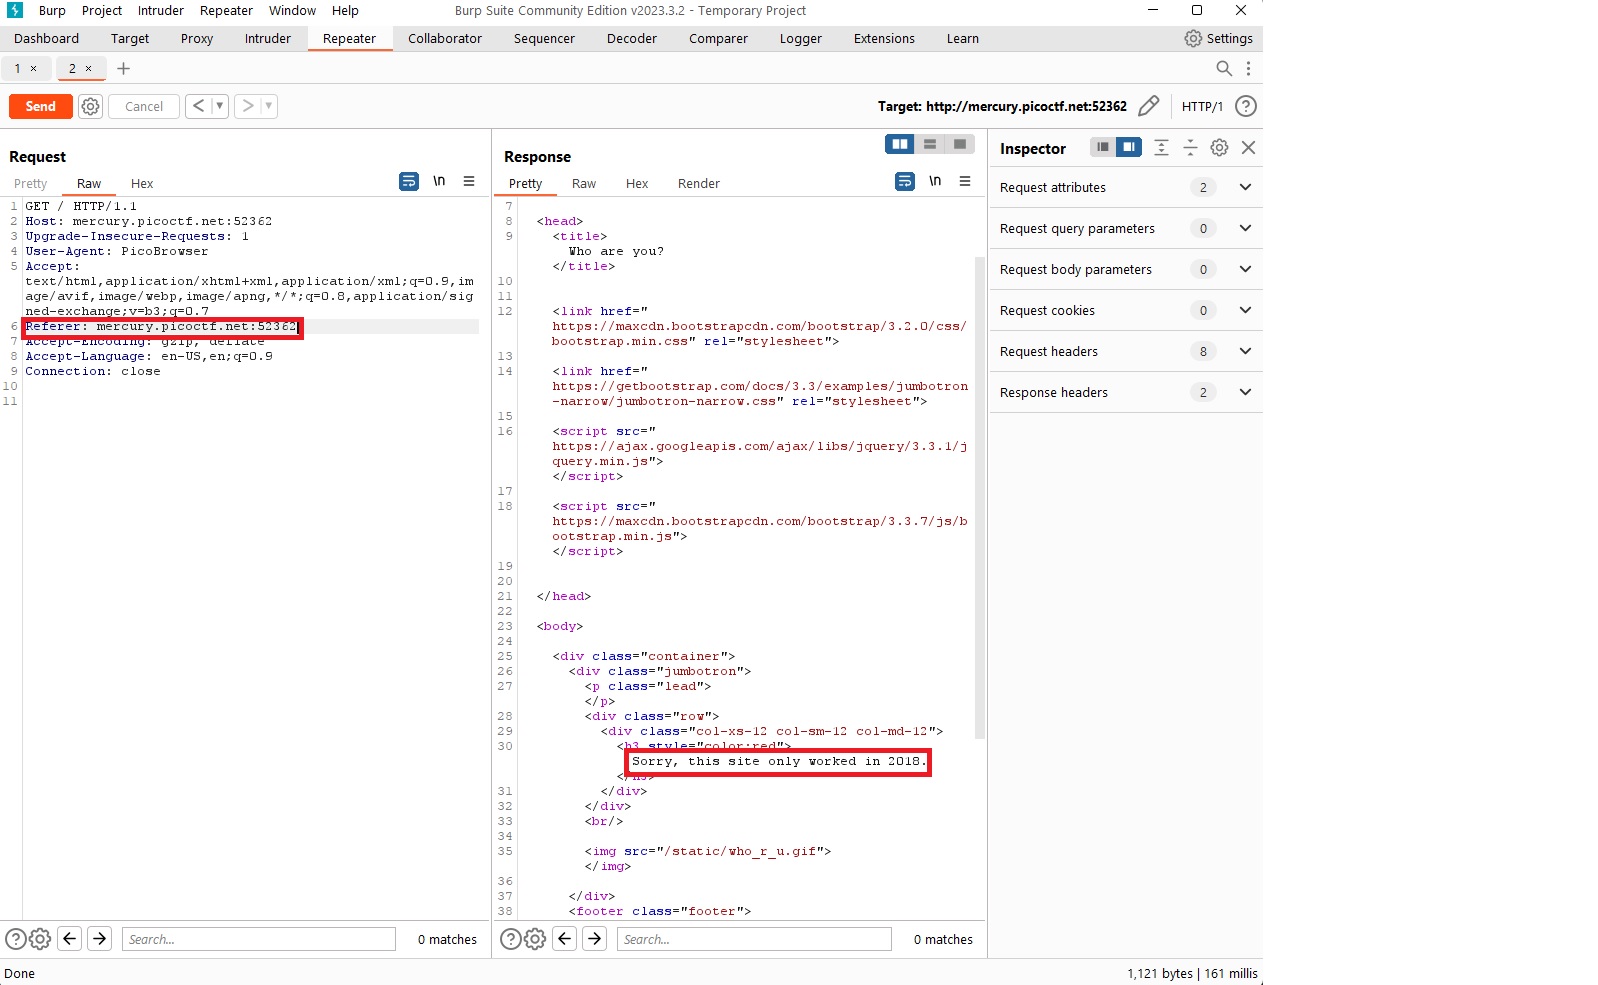 Burp Project Intruder Repeater Window Help Burp Suite Community Edition v2023.3.2 - Temporary Project
Dashboard Target Proxy Intruder Repeater Collaborator Sequencer Decoder Comparer Logger Extensions Learn Settings
1 × 2 × +
Send Cancel < > Target: http://mercury.picoctf.net:52362 HTTP/1 ?
Request
Pretty Raw Hex \n
1 GET / HTTP/1.1
2 Host: mercury.picoctf.net:52362
3 Upgrade-Insecure-Requests: 1
4 User-Agent: PicoBrowser
5 Accept:
text/html,application/xhtml+xml,application/xml;q=0.9,im
age/avif,image/webp,image/apng,*/*;q=0.8,application/sig
ned-exchange;v=b3;q=0.7
6 Referer: mercury.picoctf.net:52362
7 Accept-Encoding: gzip, deflate
8 Accept-Language: en-US,en;q=0.9
9 Connection: close
10
11
Search... 0 matches
Response
Pretty Raw Hex Render \n
7
8 <head>
9 <title>
Who are you?
</title>
10
11
12 <link href="
https://maxcdn.bootstrapcdn.com/bootstrap/3.2.0/css/
bootstrap.min.css" rel="stylesheet">
13
14 <link href="
https://getbootstrap.com/docs/3.3/examples/jumbotron
-narrow/jumbotron-narrow.css" rel="stylesheet">
15
16 <script src="
https://ajax.googleapis.com/ajax/libs/jquery/3.3.1/j
query.min.js">
</script>
17
18 <script src="
https://maxcdn.bootstrapcdn.com/bootstrap/3.3.7/js/b
ootstrap.min.js">
</script>
19
20
21 </head>
22
23 <body>
24
25 <div class="container">
26 <div class="jumbotron">
27 <p class="lead">
</p>
28 <div class="row">
29 <div class="col-xs-12 col-sm-12 col-md-12">
30 <h3 style="color:red">
Sorry, this site only worked in 2018.
</h3>
31 </div>
32 </div>
33 <br/>
34
35 <img src="/static/who_r_u.gif">
</img>
36
37 </div>
38 <footer class="footer">
Search... 0 matches
Inspector
Request attributes 2
Request query parameters 0
Request body parameters 0
Request cookies 0
Request headers 8
Response headers 2
Done 1,121 bytes | 161 millis